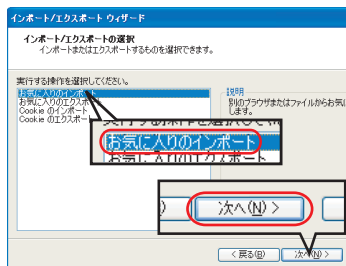 インポート/エクスポート ウィザード
インポート/エクスポートの選択
インポートまたはエクスポートするものを選択できます。
実行する操作を選択してください。
お気に入りのインポート
お気に入りのエクスポート
Cookie のインポート
Cookie のエクスポート
説明
別のブラウザまたはファイルからお気に
します。
お気に入りのインポート
お気に入りのエクスポート
次へ(N) >
< 戻る(B)
次へ(N) >